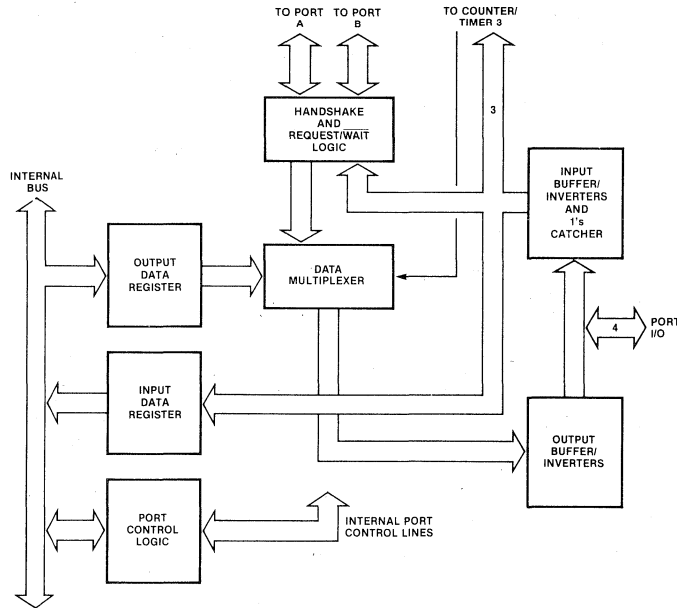 TO PORT
A
TO PORT
B
TO COUNTER/
TIMER 3
3
HANDSHAKE
AND
REQUEST/WAIT
LOGIC
INTERNAL
BUS
INPUT
BUFFER/
INVERTERS
AND
1's
CATCHER
OUTPUT
DATA
REGISTER
DATA
MULTIPLEXER
4
PORT
I/O
INPUT
DATA
REGISTER
OUTPUT
BUFFER/
INVERTERS
PORT
CONTROL
LOGIC
INTERNAL PORT
CONTROL LINES